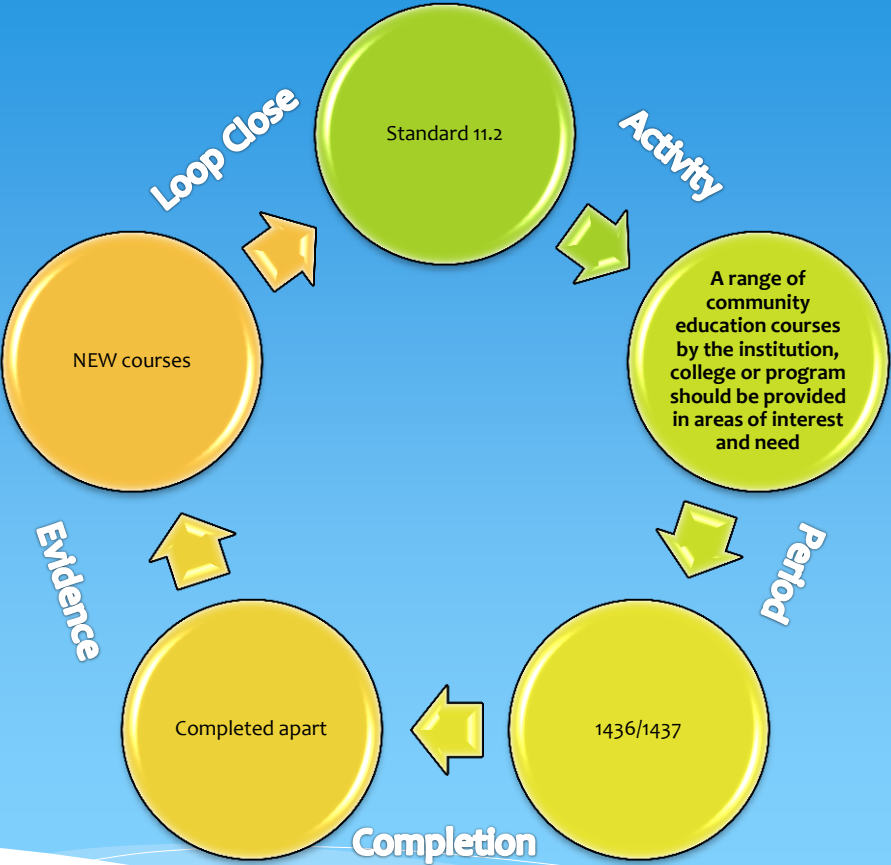 Standard 11.2
Activity
A range of
community
education courses
by the institution,
college or program
should be provided
in areas of interest
and need
Period
1436/1437
Completion
Completed apart
Evidence
NEW courses
Loop Close